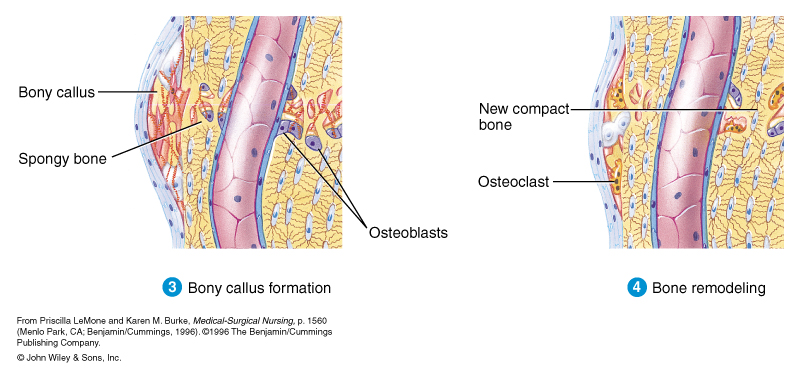 Bony callus
Spongy bone
Osteoblasts
3 Bony callus formation
New compact
bone
Osteoclast
4 Bone remodeling
From Priscilla LeMone and Karen M. Burke, Medical-Surgical Nursing, p. 1560
(Menlo Park, CA; Benjamin/Cummings, 1996). ©1996 The Benjamin/Cummings
Publishing Company.
© John Wiley & Sons, Inc.